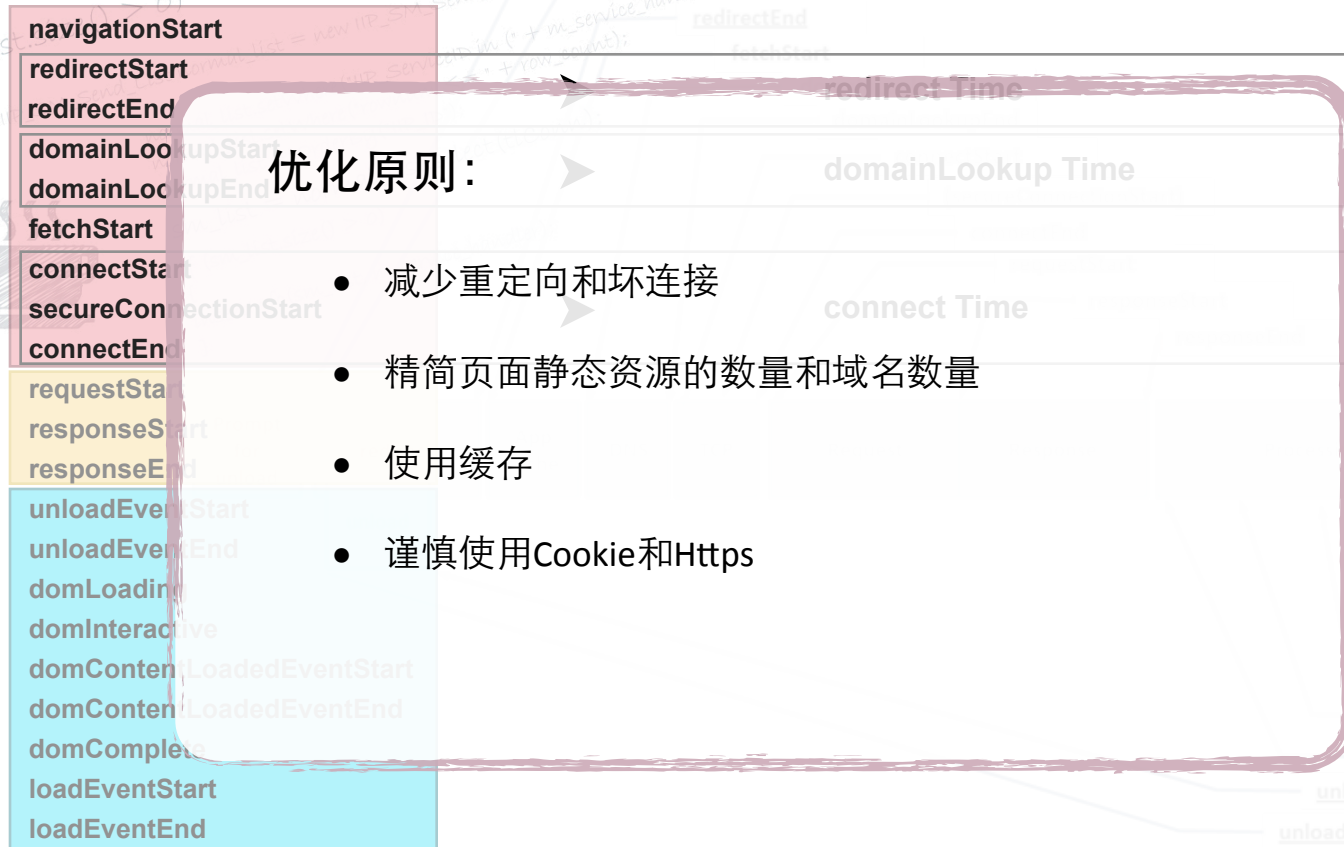 navigationStart
redirectStart
redirectEnd
domainLookupStart
domainLookupEnd
fetchStart
connectStart
secureConnectionStart
connectEnd
requestStart
responseStart
responseEnd
unloadEventStart
unloadEventEnd
domLoading
domInteractive
domContentLoadedEventStart
domContentLoadedEventEnd
domComplete
loadEventStart
loadEventEnd
redirectEnd
fetchStart
redirect Time
domainLookup Time
connect Time
优化原则：
● 减少重定向和坏连接
● 精简页面静态资源的数量和域名数量
● 使用缓存
● 谨慎使用Cookie和Https